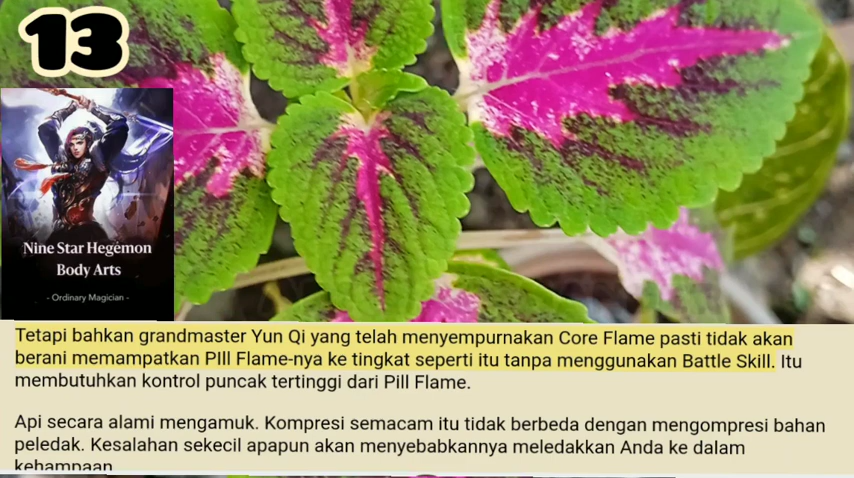 13
Nine Star Hegemon
Body Arts
- Ordinary Magician -
Tetapi bahkan grandmaster Yun Qi yang telah menyempurnakan Core Flame pasti tidak akan
berani memampatkan PIll Flame-nya ke tingkat seperti itu tanpa menggunakan Battle Skill. Itu
membutuhkan kontrol puncak tertinggi dari Pill Flame.
Api secara alami mengamuk. Kompresi semacam itu tidak berbeda dengan mengompresi bahan
peledak. Kesalahan sekecil apapun akan menyebabkannya meledakkan Anda ke dalam
kehampaan